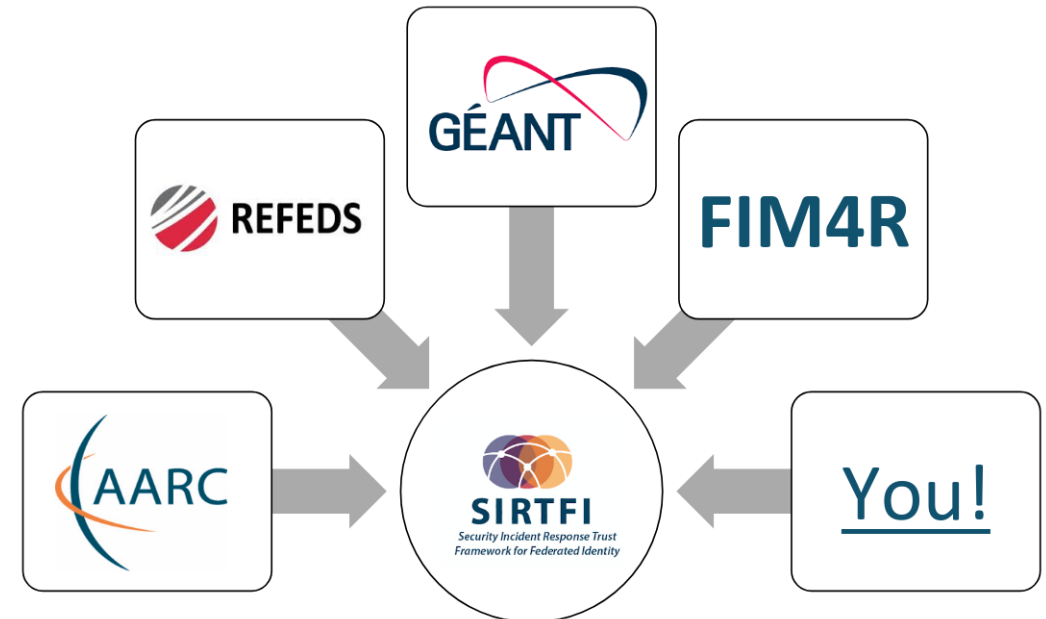 GÉANT
REFEDS
FIM4R
AARC
SIRTFI
Security Incident Response Trust
Framework for Federated Identity
You!